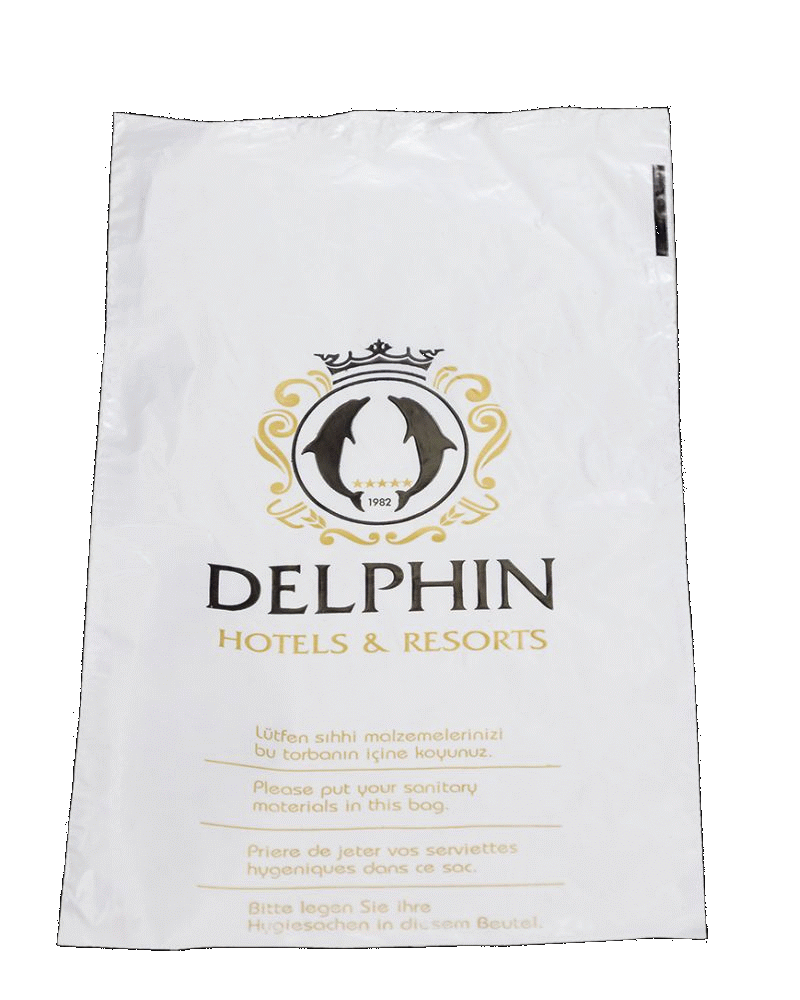 1982
DELPHIN
HOTELS & RESORTS
Lütfen sıhhi malzemelerinizi
bu torbanın içine koyunuz.
Please put your sanitary
materials in this bag.
Priere de jeter vos serviettes
hygeniques dans ce sac.
Bitte legen Sie ihre
Hygiesachen in diesem Beutel.